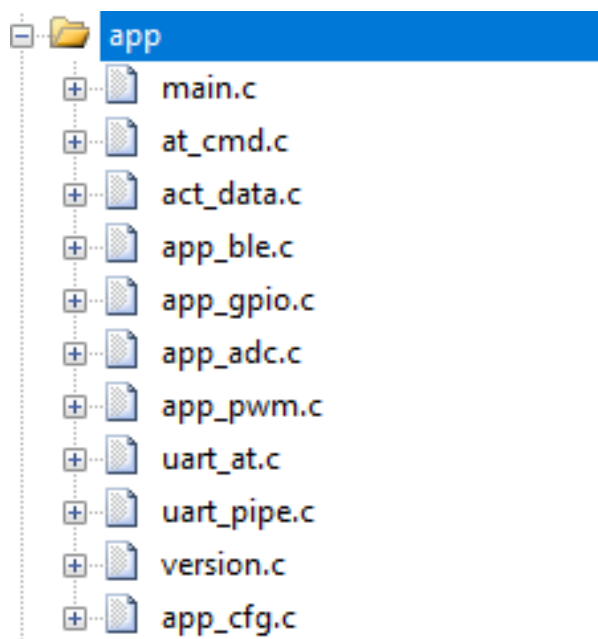 app
main.c
at_cmd.c
act_data.c
app_ble.c
app_gpio.c
app_adc.c
app_pwm.c
uart_at.c
uart_pipe.c
version.c
app_cfg.c